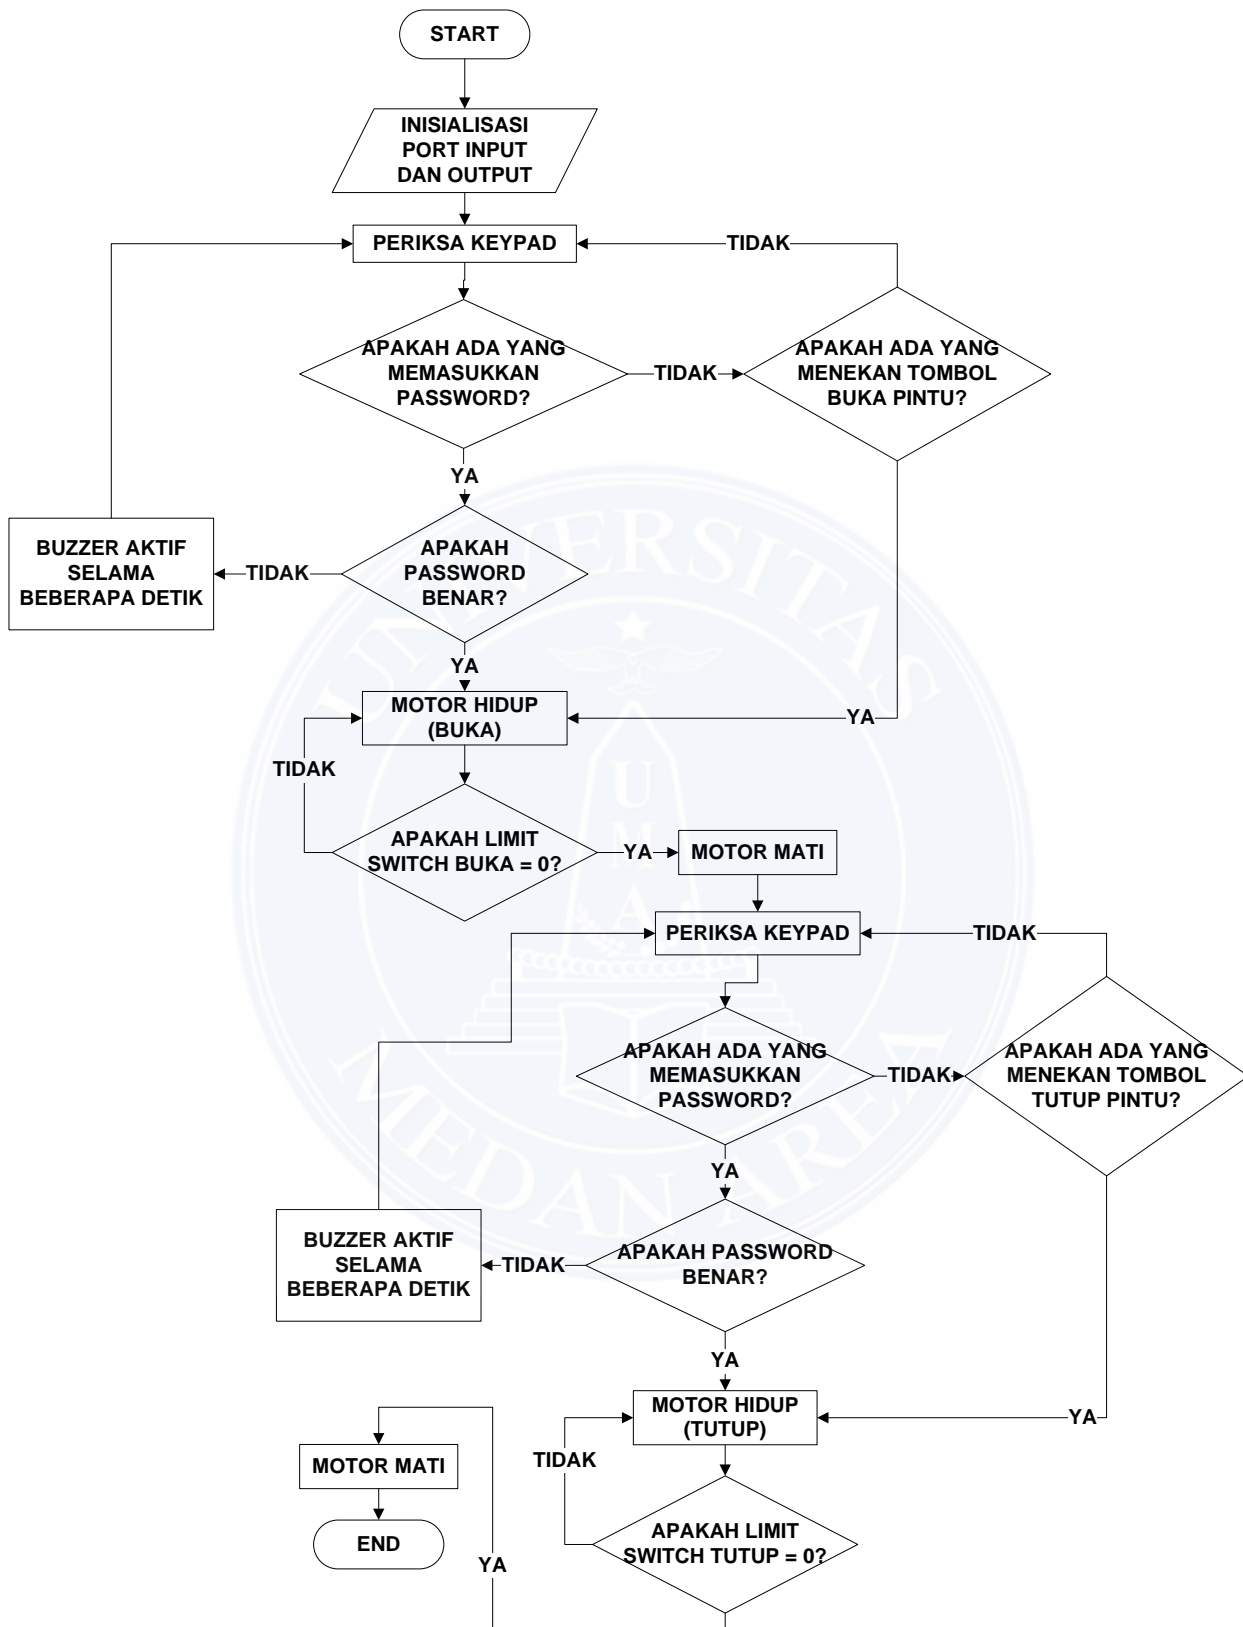 START
INISIALISASI
PORT INPUT
DAN OUTPUT
PERIKSA KEYPAD
TIDAK
APAKAH ADA YANG
MEMASUKKAN
PASSWORD?
TIDAK
APAKAH ADA YANG
MENEKAN TOMBOL
BUKA PINTU?
YA
BUZZER AKTIF
SELAMA
BEBERAPA DETIK
TIDAK
APAKAH
PASSWORD
BENAR?
YA
MOTOR HIDUP
(BUKA)
YA
TIDAK
APAKAH LIMIT
SWITCH BUKA = 0?
YA
MOTOR MATI
PERIKSA KEYPAD
TIDAK
APAKAH ADA YANG
MEMASUKKAN
PASSWORD?
TIDAK
APAKAH ADA YANG
MENEKAN TOMBOL
TUTUP PINTU?
YA
BUZZER AKTIF
SELAMA
BEBERAPA DETIK
TIDAK
APAKAH PASSWORD
BENAR?
YA
MOTOR HIDUP
(TUTUP)
YA
TIDAK
MOTOR MATI
END
YA
APAKAH LIMIT
SWITCH TUTUP = 0?
UNIVERSITAS
MEDAN AREA
U
M
A